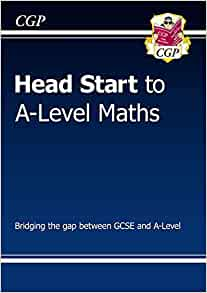 CGP
Head Start to
A-Level Maths
CGP
Bridging the gap between GCSE and A-Level